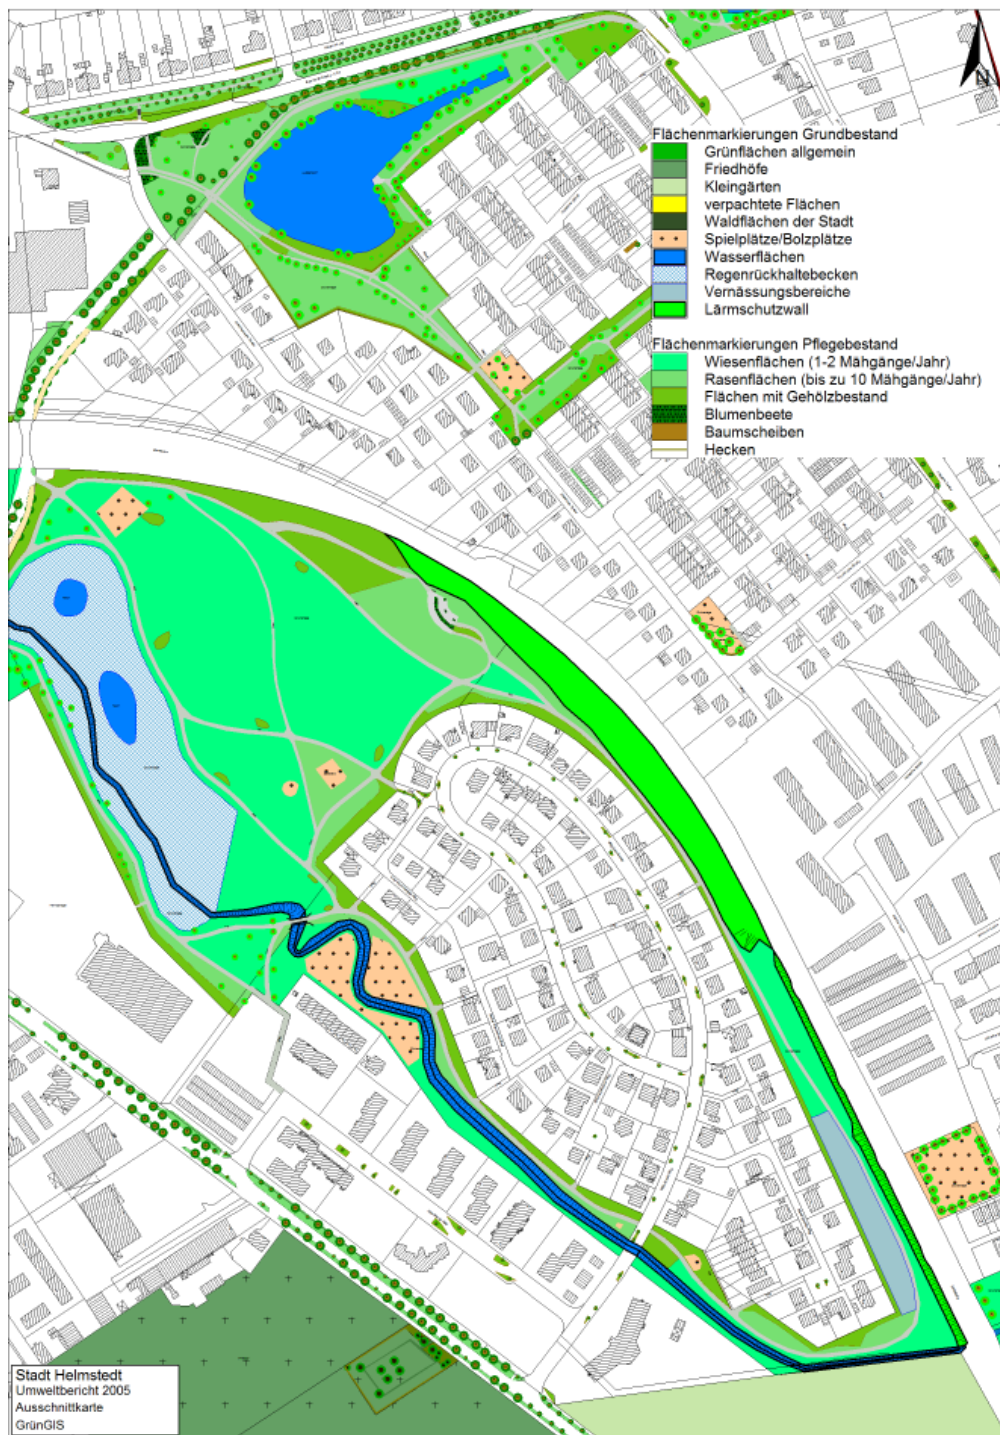 N
Flächenmarkierungen Grundbestand
Grünflächen allgemein
Friedhöfe
Kleingärten
verpachtete Flächen
Waldflächen der Stadt
Spielplätze/Bolzplätze
Wasserflächen
Regenrückhaltebecken
Vernässungsbereiche
Lärmschutzwall
Flächenmarkierungen Pflegebestand
Wiesenflächen (1-2 Mähgänge/Jahr)
Rasenflächen (bis zu 10 Mähgänge/Jahr)
Flächen mit Gehölzbestand
Blumenbeete
Baumscheiben
Hecken
Stadt Helmstedt
Umweltbericht 2005
Ausschnittkarte
GrünGIS